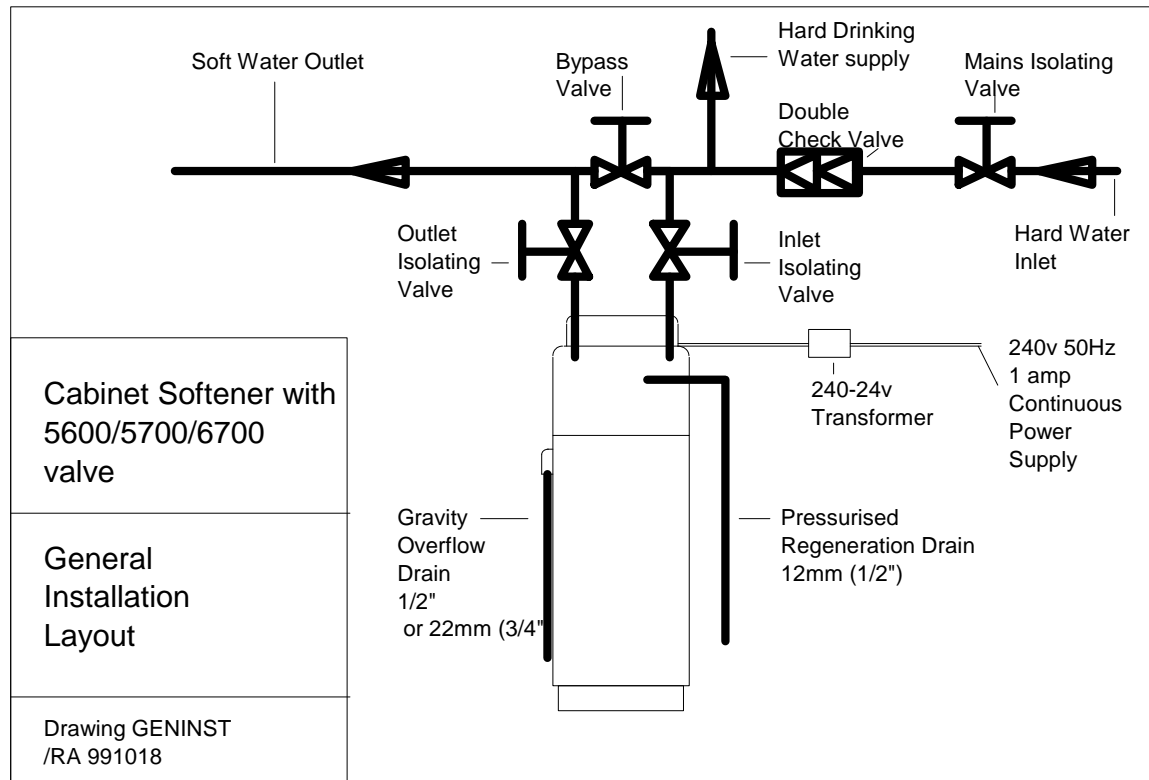 Soft Water Outlet
Bypass
Valve
Hard Drinking
Water supply
Mains Isolating
Valve
Double
Check Valve
Outlet
Isolating
Valve
Inlet
Isolating
Valve
Hard Water
Inlet
240-24v
Transformer
240v 50Hz
1 amp
Continuous
Power
Supply
Cabinet Softener with
5600/5700/6700
valve
Gravity
Overflow
Drain
1/2"
or 22mm (3/4"
Pressurised
Regeneration Drain
12mm (1/2")
General
Installation
Layout
Drawing GENINST
/RA 991018